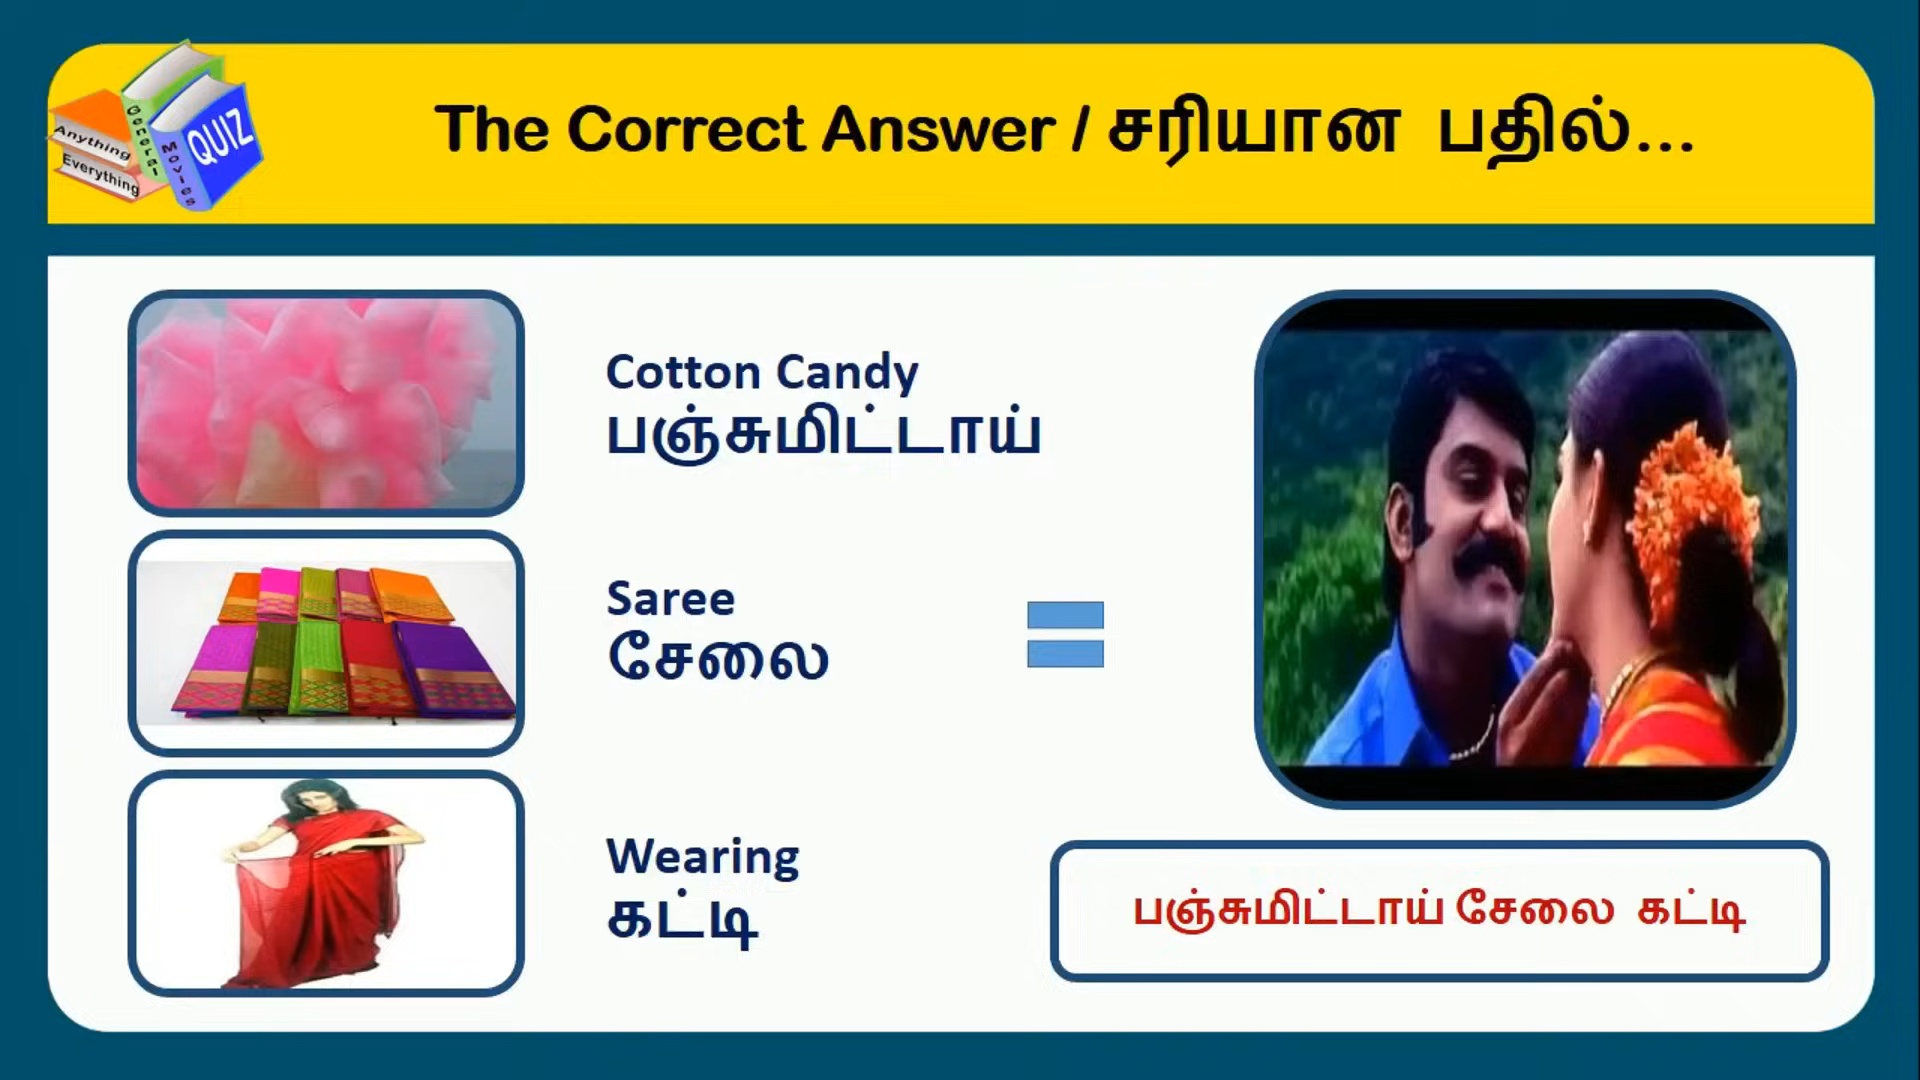 The Correct Answer / சரியான பதில்...
Anything
Everything
General
Movies
QUIZ
Cotton Candy
பஞ்சுமிட்டாய்
Saree
சேலை
Wearing
கட்டி
பஞ்சுமிட்டாய் சேலை கட்டி